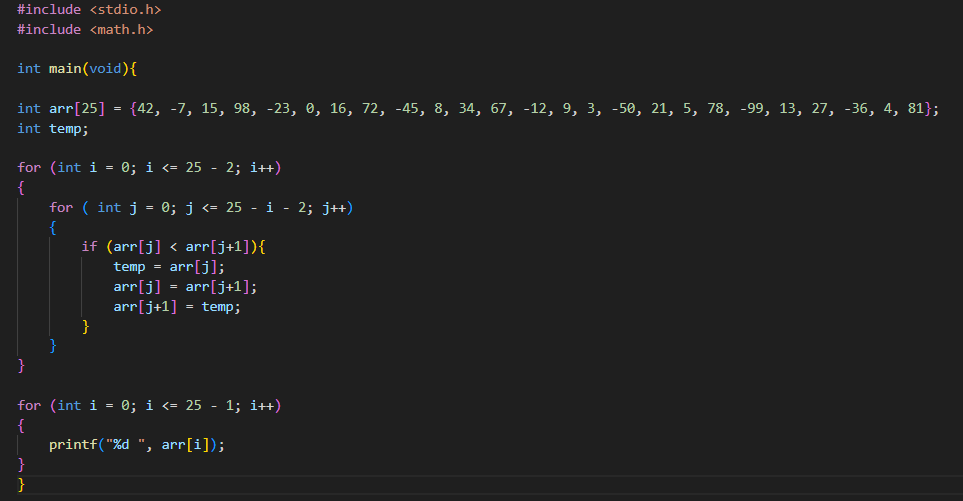 #include <stdio.h>
#include <math.h>
int main(void){
int arr[25] = {42, -7, 15, 98, -23, 0, 16, 72, -45, 8, 34, 67, -12, 9, 3, -50, 21, 5, 78, -99, 13, 27, -36, 4, 81};
int temp;
for (int i = 0; i <= 25 - 2; i++)
{
for ( int j = 0; j <= 25 - i - 2; j++)
{
if (arr[j] < arr[j+1]){
temp = arr[j];
arr[j] = arr[j+1];
arr[j+1] = temp;
}
}
}
for (int i = 0; i <= 25 - 1; i++)
{
printf("%d ", arr[i]);
}
}